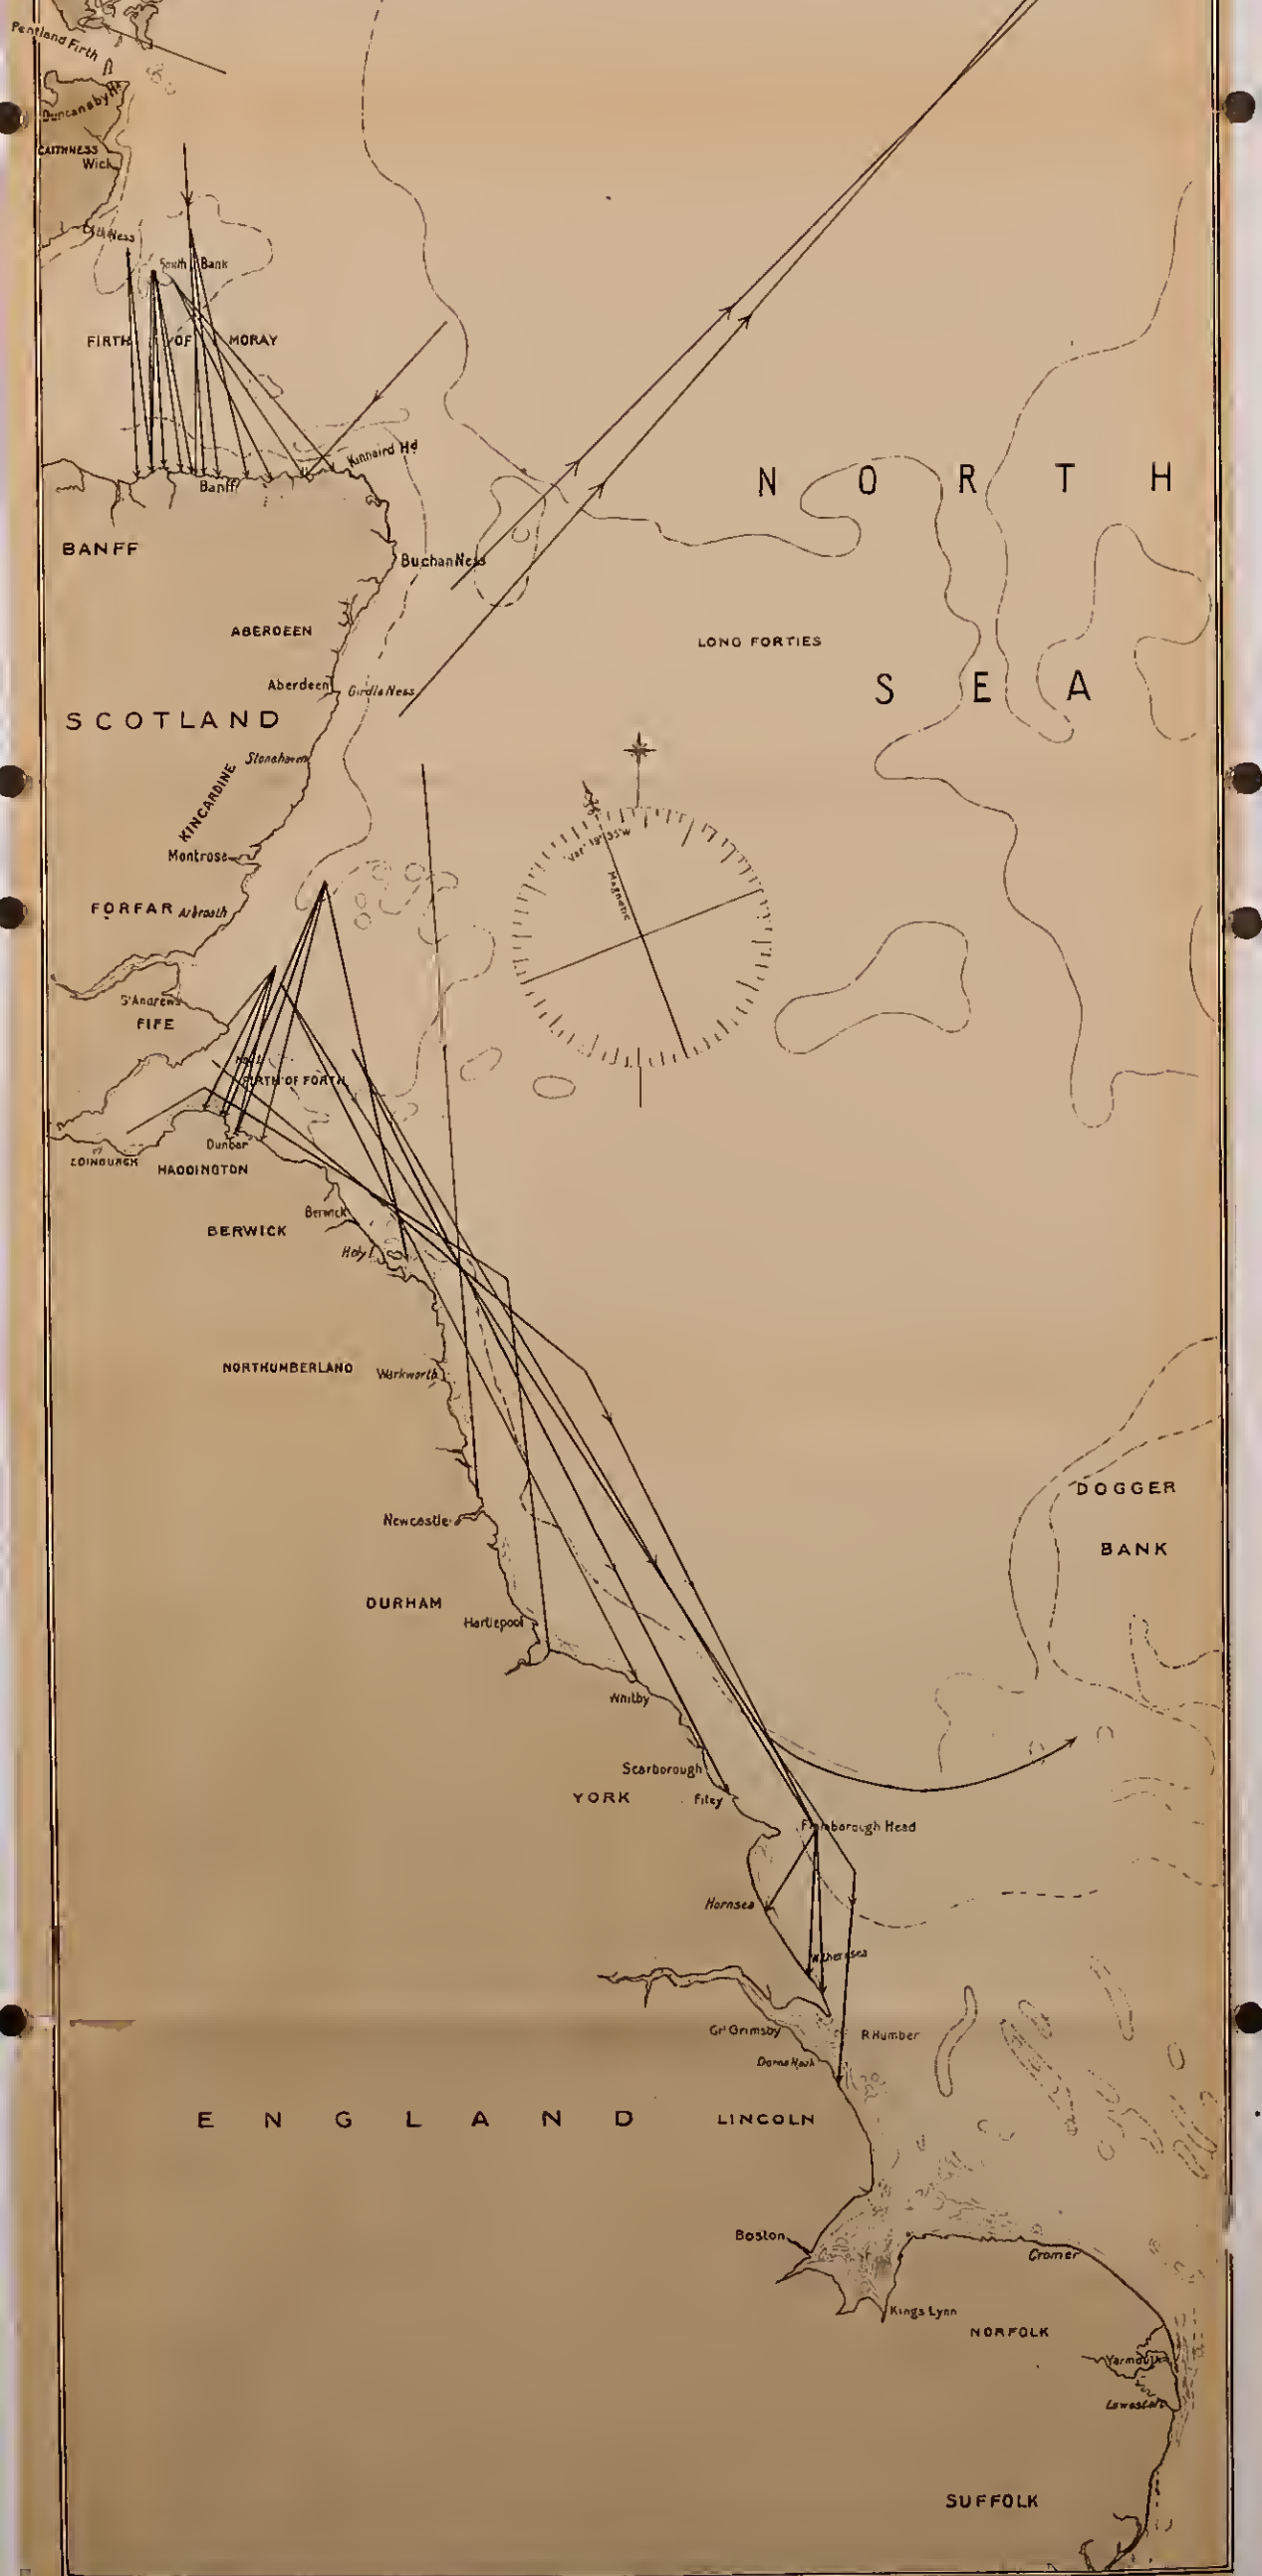 Pentland Firth
Duncansby Hd
CAITHNESS
Wick
South Bank
FIRTH OF MORAY
Kinnaird Hd
Banff
BANFF
Buchan Ness
ABERDEEN
Aberdeen
Girdle Ness
SCOTLAND
Stonehaven
KINCARDINE
Montrose
FORFAR
Arbroath
NORTH
SEA
LONG FORTIES
Magnetic
St Andrews
FIFE
FIRTH OF FORTH
Dunbar
EDINBURGH
HADDINGTON
Berwick
BERWICK
Holy I.
NORTHUMBERLAND
Warkworth
DOGGER
BANK
Newcastle
DURHAM
Hartlepool
Whitby
Scarborough
YORK
Filey
Flamborough Head
Hornsea
Withernsea
Gt Grimsby
R. Humber
Donna Nook
ENGLAND
LINCOLN
Boston
Cromer
Kings Lynn
NORFOLK
Yarmouth
Lowestoft
SUFFOLK